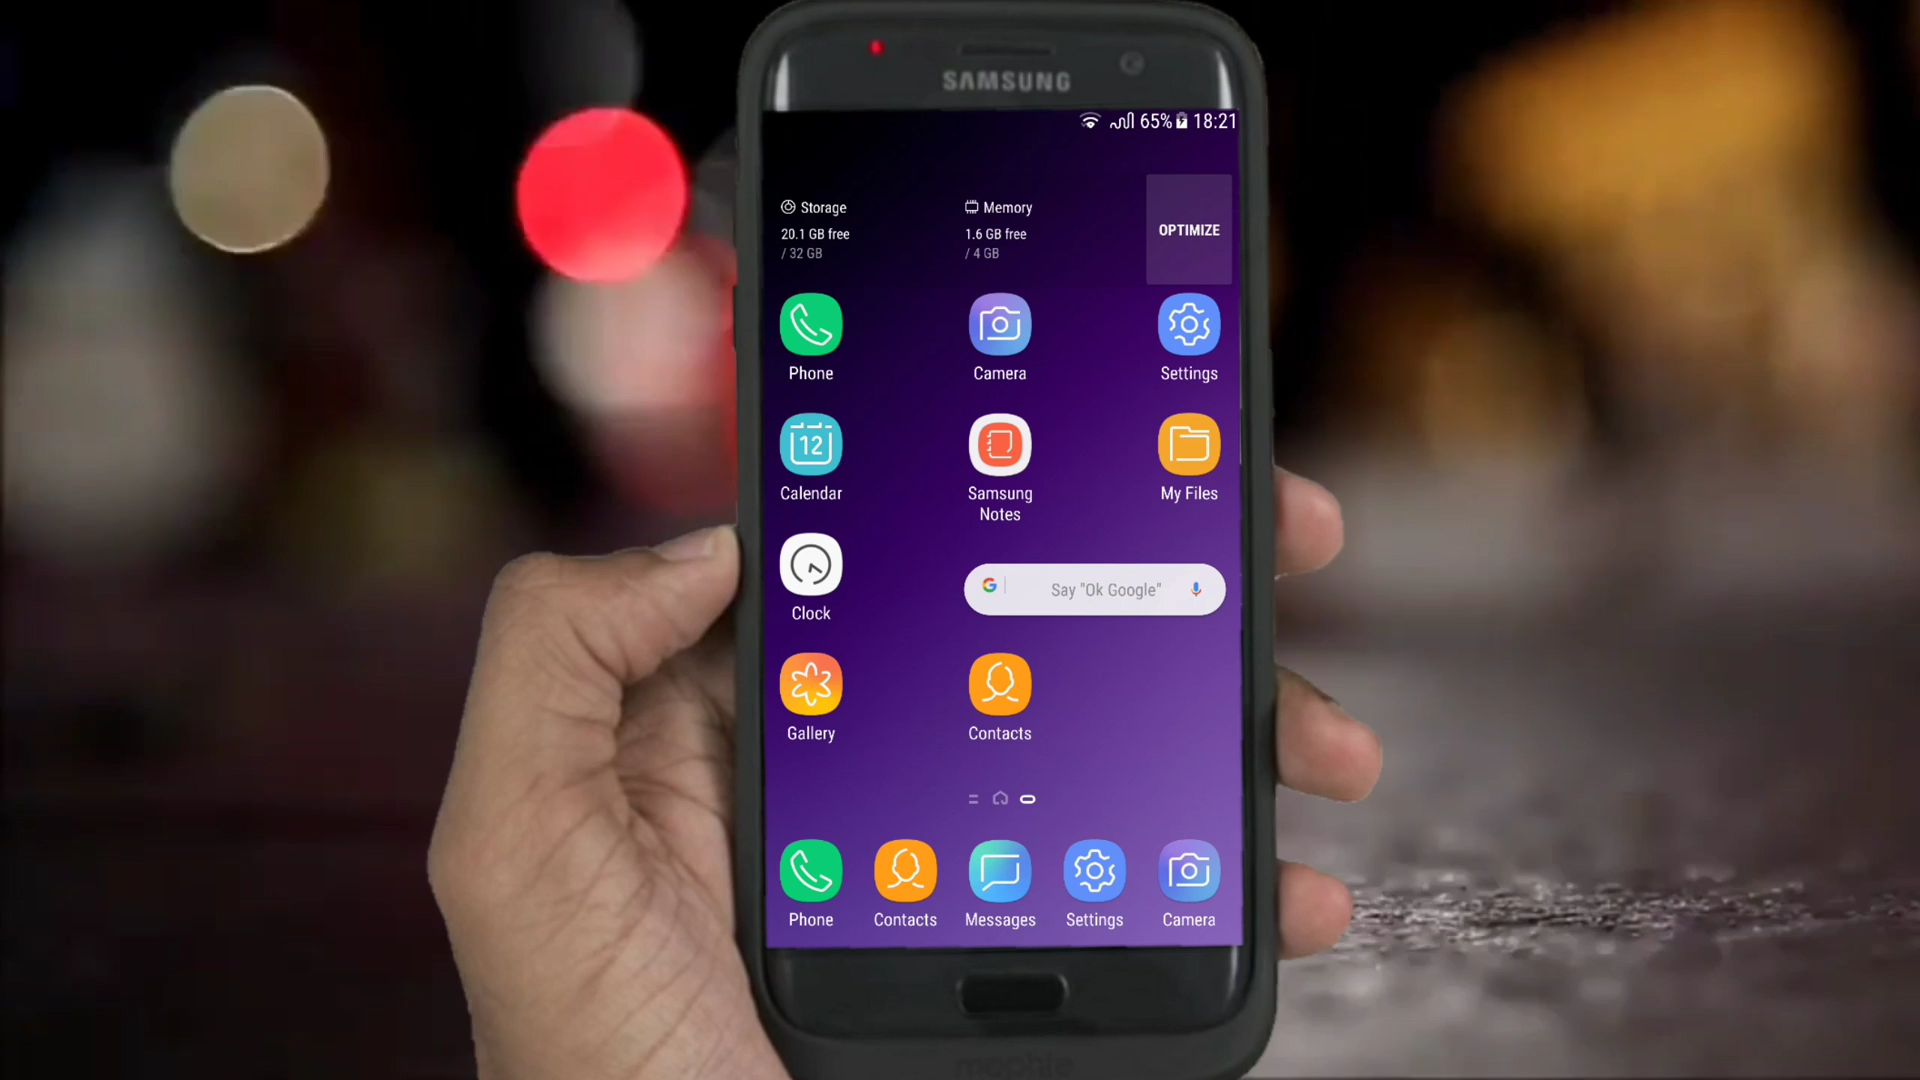 SAMSUNG
65% 18:21
Storage
20.1 GB free
/ 32 GB
Memory
1.6 GB free
/ 4 GB
OPTIMIZE
Phone
Camera
Settings
12
Calendar
Samsung
Notes
My Files
Clock
G Say "Ok Google"
Gallery
Contacts
Phone
Contacts
Messages
Settings
Camera
mophie